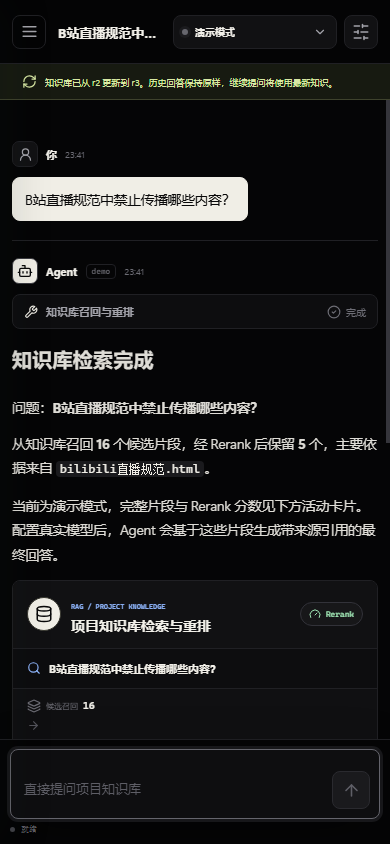 B站直播规范中...
演示模式
知识库已从 r2 更新到 r3。历史回答保持原样，继续提问将使用最新知识。
你 23:41
B站直播规范中禁止传播哪些内容？
Agent demo 23:41
知识库召回与重排 完成
知识库检索完成
问题：B站直播规范中禁止传播哪些内容？
从知识库召回 16 个候选片段，经 Rerank 后保留 5 个，主要依
据来自 bilibili直播规范.html。
当前为演示模式，完整片段与 Rerank 分数见下方活动卡片。
配置真实模型后，Agent 会基于这些片段生成带来源引用的最
终回答。
RAG / PROJECT KNOWLEDGE
项目知识库检索与重排
Rerank
B站直播规范中禁止传播哪些内容？
候选召回 16
直接提问项目知识库
就绪